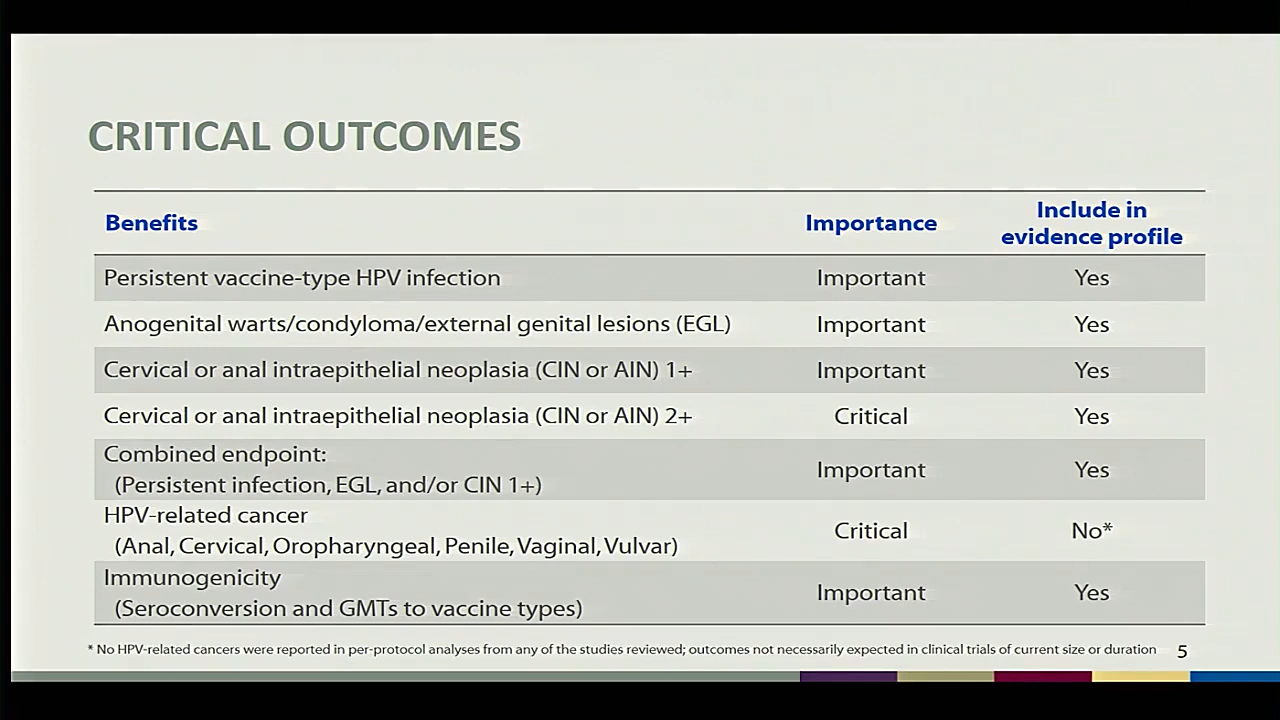 CRITICAL OUTCOMES
Benefits Importance Include in
evidence profile
Persistent vaccine-type HPV infection Important Yes
Anogenital warts/condyloma/external genital lesions (EGL) Important Yes
Cervical or anal intraepithelial neoplasia (CIN or AIN) 1+ Important Yes
Cervical or anal intraepithelial neoplasia (CIN or AIN) 2+ Critical Yes
Combined endpoint:
(Persistent infection, EGL, and/or CIN 1+) Important Yes
HPV-related cancer
(Anal, Cervical, Oropharyngeal, Penile, Vaginal, Vulvar) Critical No*
Immunogenicity
(Seroconversion and GMTs to vaccine types) Important Yes
* No HPV-related cancers were reported in per-protocol analyses from any of the studies reviewed; outcomes not necessarily expected in clinical trials of current size or duration 5